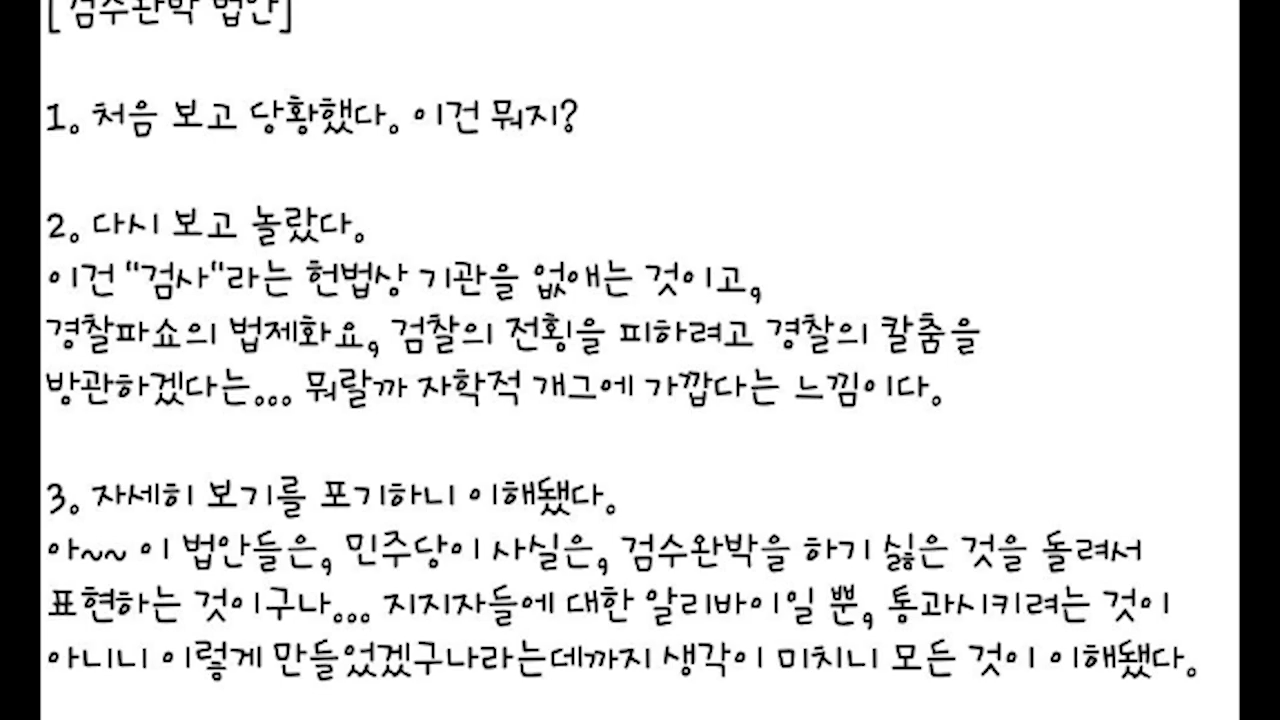 [검수완박 법안]
1. 처음 보고 당황했다. 이건 뭐지?
2. 다시 보고 놀랐다.
이건 "검사"라는 헌법상 기관을 없애는 것이고,
경찰파쇼의 법제화요, 검찰의 전횡을 피하려고 경찰의 칼춤을
방관하겠다는... 뭐랄까 자학적 개그에 가깝다는 느낌이다.
3. 자세히 보기를 포기하니 이해됐다.
아~~ 이 법안들은, 민주당이 사실은, 검수완박을 하기 싫은 것을 돌려서
표현하는 것이구나... 지지자들에 대한 알리바이일 뿐, 통과시키려는 것이
아니니 이렇게 만들었겠구나라는데까지 생각이 미치니 모든 것이 이해됐다.